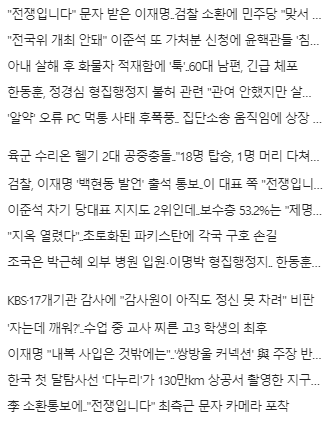 "전쟁입니다" 문자 받은 이재명..검찰 소환에 민주당 "맞서 ...
"전국위 개최 안돼" 이준석 또 가처분 신청에 윤핵관들 '침...
아내 살해 후 화물차 적재함에 '툭'..60대 남편, 긴급 체포
한동훈, 정경심 형집행정지 불허 관련 "관여 안했지만 살...
'알약' 오류 PC 먹통 사태 후폭풍.. 집단소송 움직임에 상장 ...
육군 수리온 헬기 2대 공중충돌.."18명 탑승, 1명 머리 다쳐...
검찰, 이재명 '백현동 발언' 출석 통보..이 대표 쪽 "전쟁입니...
이준석 차기 당대표 지지도 2위인데..보수층 53.2%는 "제명...
"지옥 열렸다"..초토화된 파키스탄에 각국 구호 손길
조국은 박근혜 외부 병원 입원·이명박 형집행정지.. 한동훈...
KBS·17개기관 감사에 "감사원이 아직도 정신 못 차려" 비판
'자는데 깨워?'..수업 중 교사 찌른 고3 학생의 최후
이재명 "내복 사입은 것밖에는"..'쌍방울 커넥션' 與 주장 반...
한국 첫 달탐사선 '다누리'가 130만km 상공서 촬영한 지구...
李 소환통보에.."전쟁입니다" 최측근 문자 카메라 포착